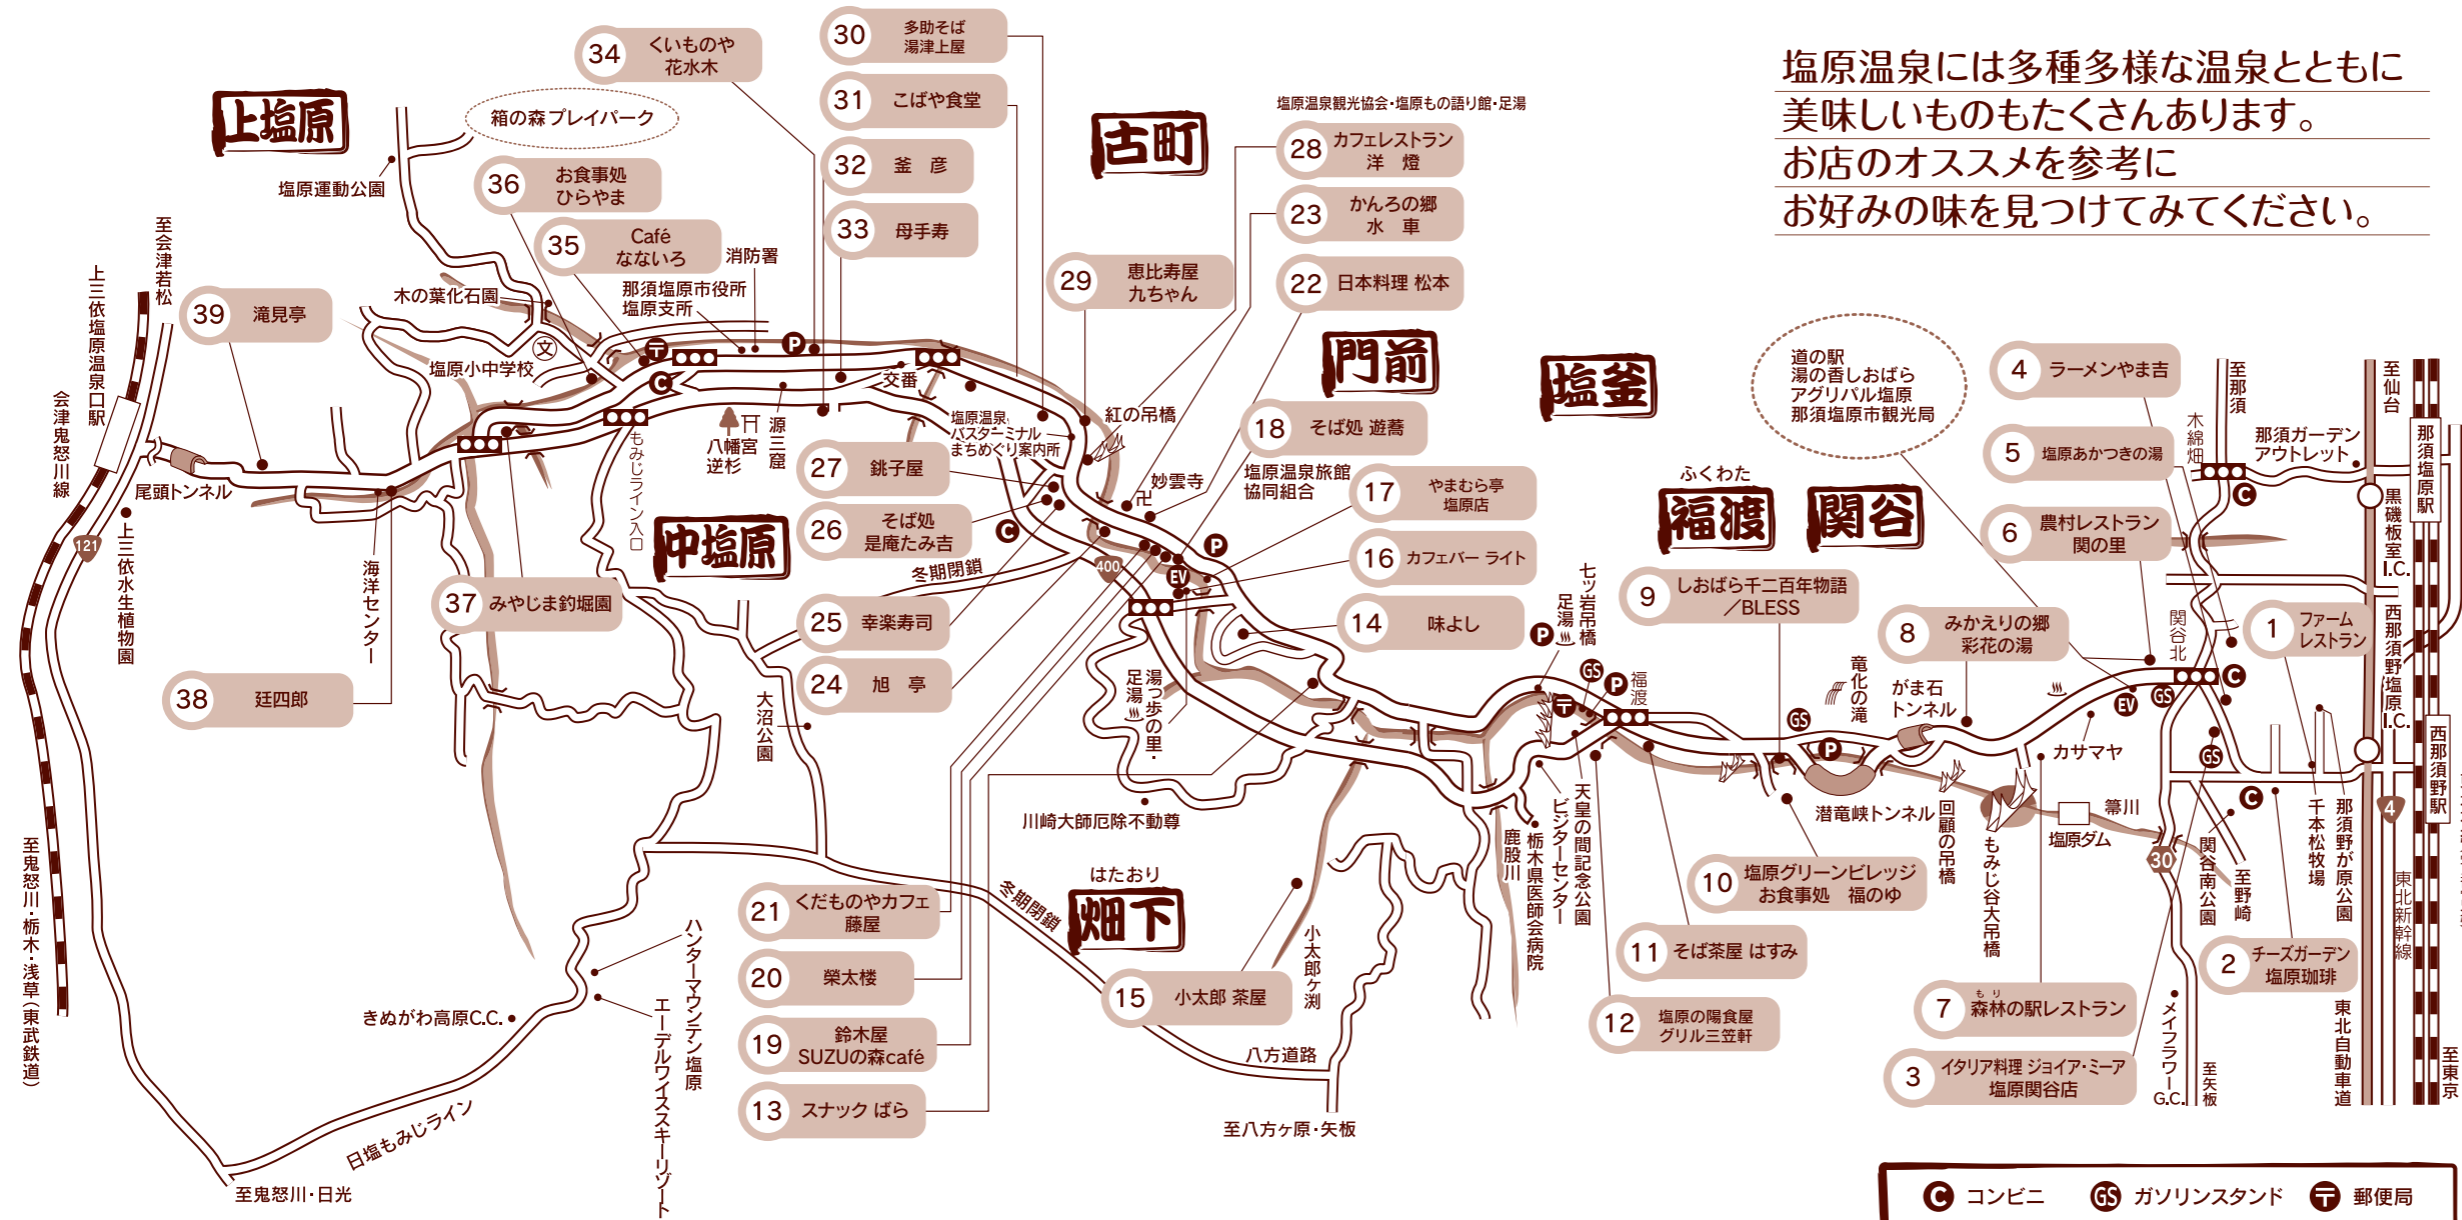 塩原温泉には多種多様な温泉とともに
美味しいものもたくさんあります。
お店のオススメを参考に
お好みの味を見つけてみてください。
上塩原
古町
門前
塩釜
ふくわた
福渡
関谷
中塩原
はたおり
畑下
34
くいものや
花水木
30
多助そば
湯津上屋
31
こばや食堂
32
釜 彦
33
母手寿
箱の森プレイパーク
36
お食事処
ひらやま
35
Café
なないろ
塩原運動公園
消防署
那須塩原市役所
塩原支所
木の葉化石園
塩原小中学校
文
39
滝見亭
至会津若松
上三依塩原温泉口駅
会津鬼怒川線
尾頭トンネル
上三依水生植物園
121
海洋センター
38
廷四郎
37
みやじま釣堀園
もみじライン入口
八幡宮
逆杉
源三窟
交番
塩原温泉観光協会・塩原もの語り館・足湯
28
カフェレストラン
洋 燈
23
かんろの郷
水 車
22
日本料理 松本
29
恵比寿屋
九ちゃん
塩原温泉
バスターミナル
まちめぐり案内所
紅の吊橋
妙雲寺
卍
27
銚子屋
26
そば処
是庵たみ吉
25
幸楽寿司
24
旭 亭
冬期閉鎖
400
18
そば処 遊蕎
塩原温泉旅館
協同組合
17
やまむら亭
塩原店
16
カフェバー ライト
14
味よし
湯っ歩の里・
足湯
大沼公園
川崎大師厄除不動尊
七ッ岩吊橋
足湯
福渡
9
しおばら千二百年物語
/BLESS
8
みかえりの郷
彩花の湯
竜化の滝
がま石
トンネル
道の駅
湯の香しおばら
アグリパル塩原
那須塩原市観光局
4
ラーメンやま吉
5
塩原あかつきの湯
6
農村レストラン
関の里
至那須
木綿畑
那須ガーデン
アウトレット
至仙台
那須塩原駅
黒磯板室I.C.
西那須野塩原I.C.
西那須野駅
関谷北
1
ファーム
レストラン
カサマヤ
潜竜峡トンネル
回顧の吊橋
もみじ谷大吊橋
塩原ダム
箒川
30
関谷南公園
至野崎
千本松牧場
那須野が原公園
東北新幹線
4
2
チーズガーデン
塩原珈琲
7
もり
森林の駅レストラン
3
イタリア料理 ジョイア・ミーア
塩原関谷店
メイフラワーG.C.
至矢板
東北自動車道
至東京
10
塩原グリーンビレッジ
お食事処 福のゆ
11
そば茶屋 はすみ
12
塩原の陽食屋
グリル三笠軒
天皇の間記念公園
ビジターセンター
栃木県医師会病院
鹿股川
小太郎ヶ淵
15
小太郎 茶屋
冬期閉鎖
八方道路
至八方ヶ原・矢板
21
くだものやカフェ
藤屋
20
榮太楼
19
鈴木屋
SUZUの森café
13
スナック ばら
ハンターマウンテン塩原
エーデルワイススキーリゾート
きぬがわ高原C.C.
日塩もみじライン
至鬼怒川・日光
至鬼怒川・栃木・浅草(東武鉄道)
P
P
P
P
P
C
C
C
C
C
EV
EV
GS
GS
GS
GS
〒
〒
C コンビニ
GS ガソリンスタンド
〒 郵便局